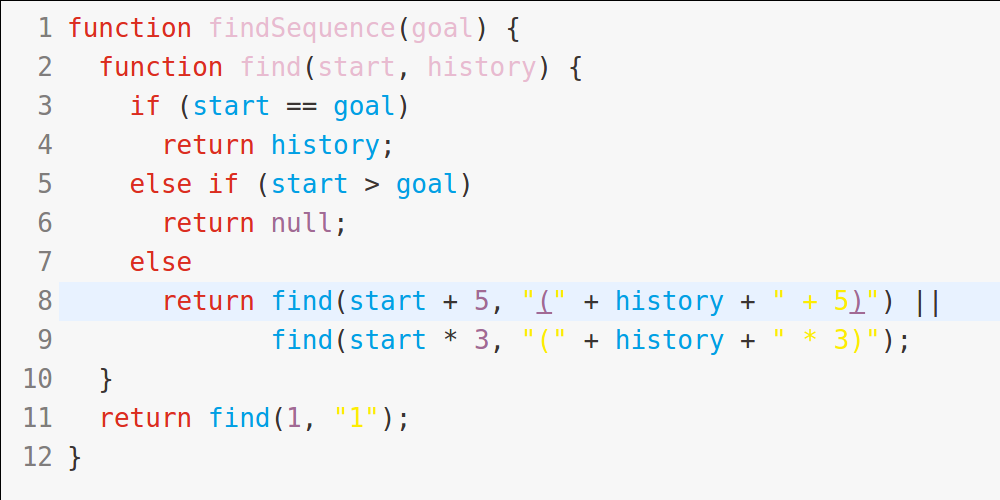 1 function findSequence(goal) {
2   function find(start, history) {
3     if (start == goal)
4       return history;
5     else if (start > goal)
6       return null;
7     else
8       return find(start + 5, "(" + history + " + 5)") ||
9              find(start * 3, "(" + history + " * 3)");
10   }
11   return find(1, "1");
12 }